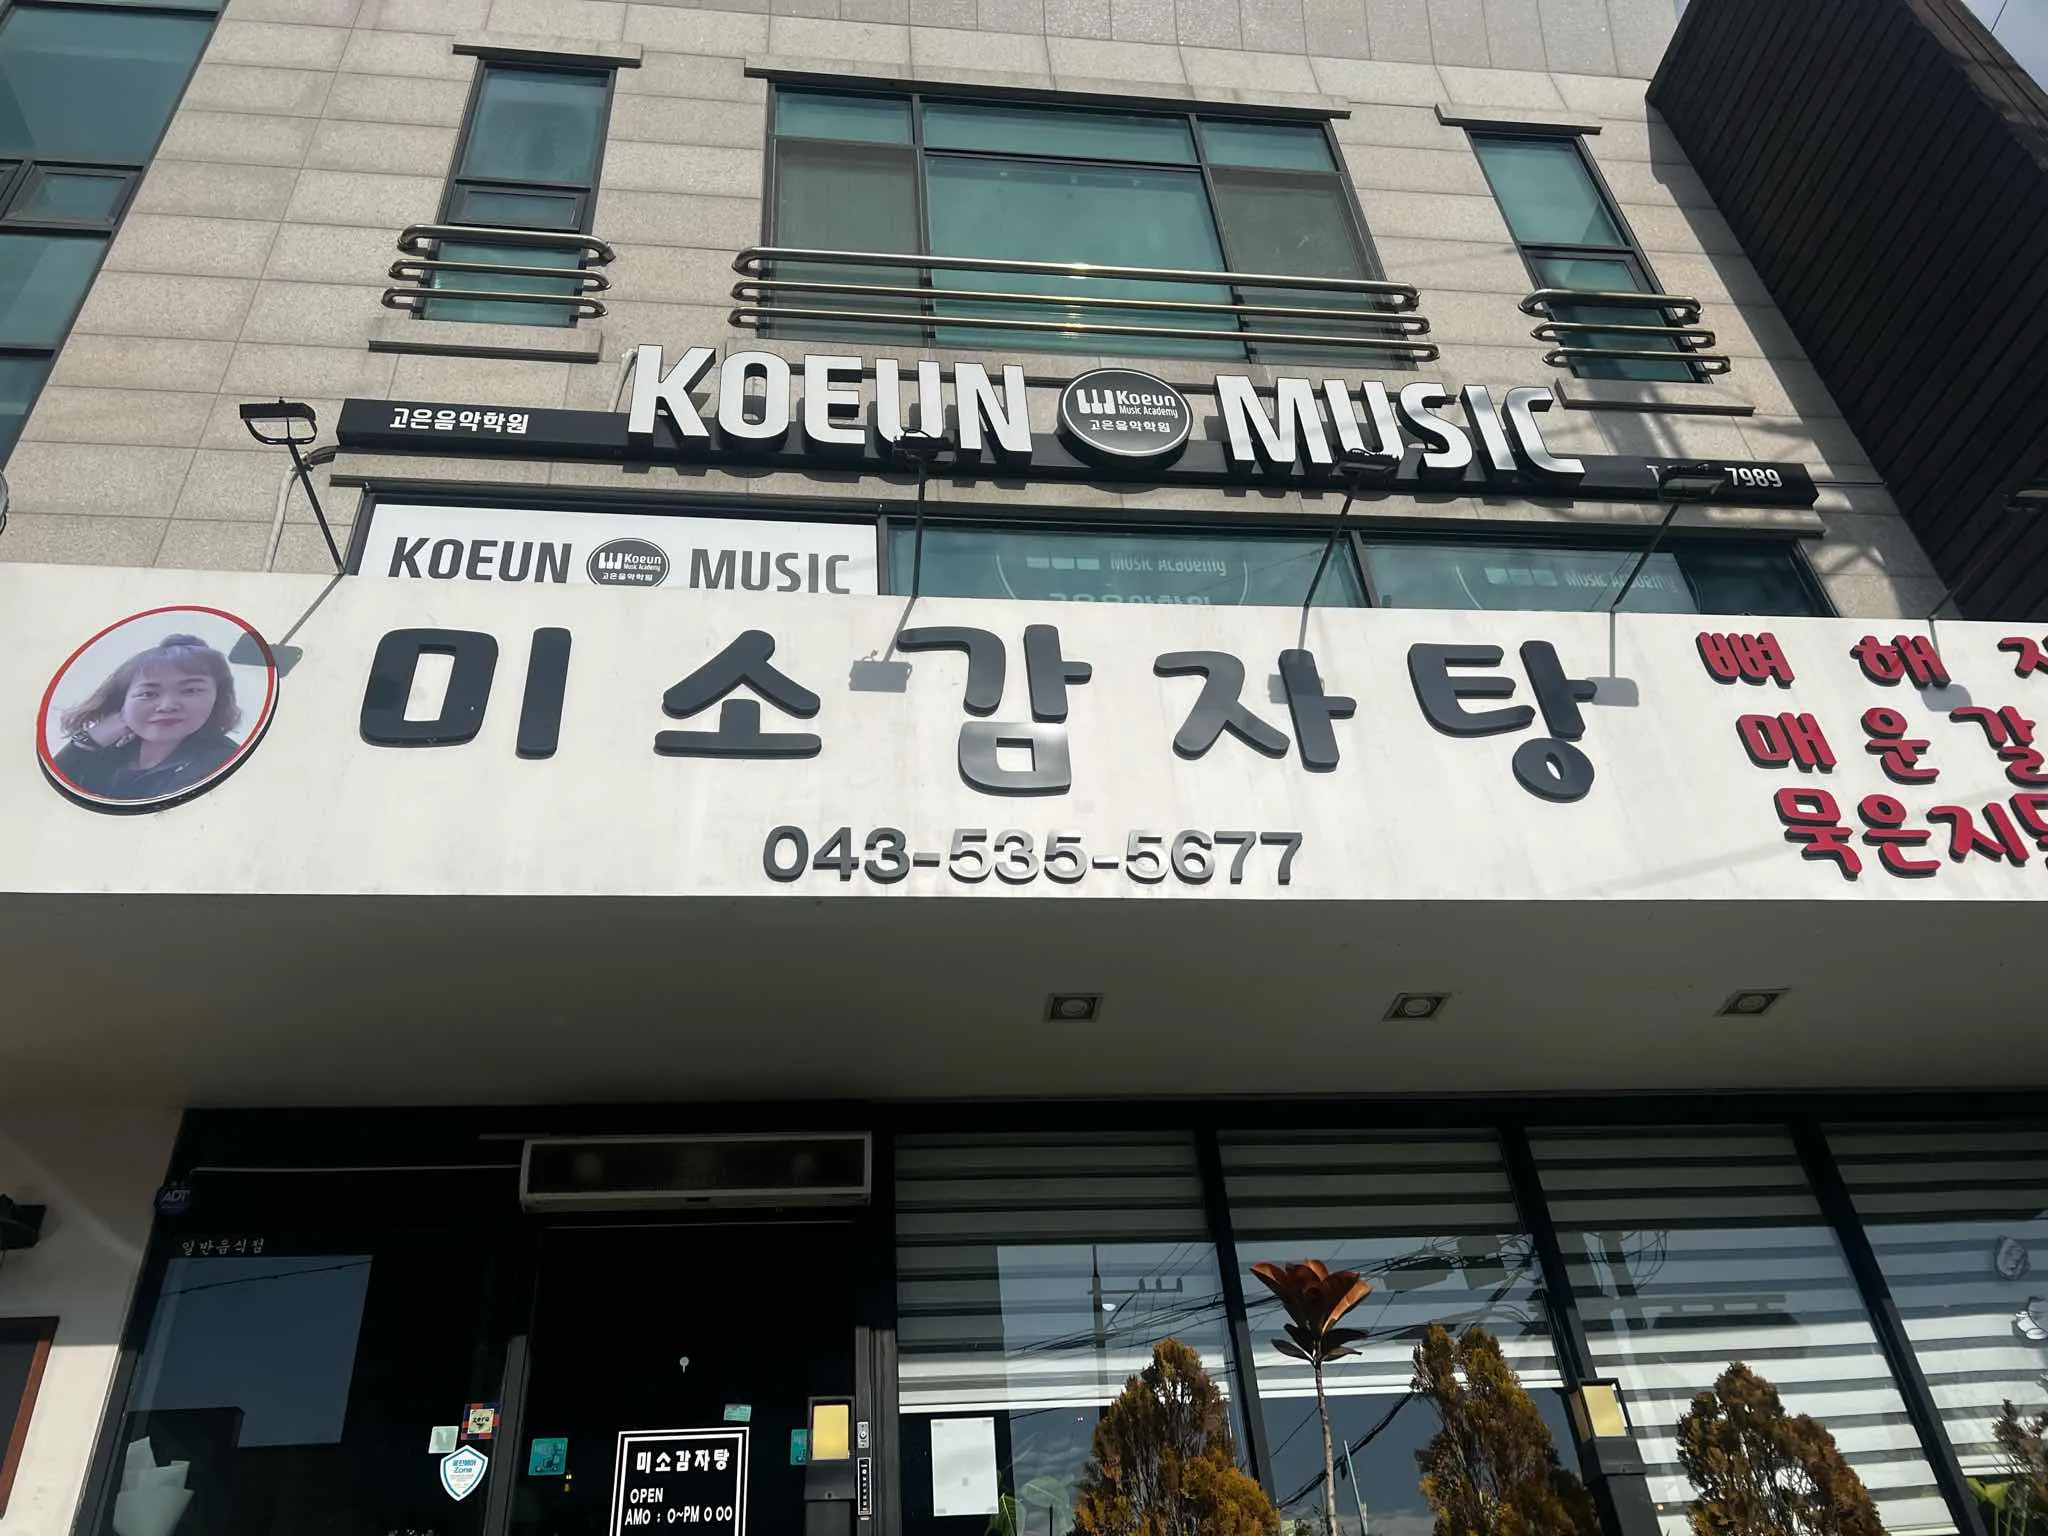 고은음악학원
KOEUN
Koeun
Music Academy
고은음악학원
MUSIC
7989
KOEUN
Koeun
Music Academy
고은음악학원
MUSIC
Music Academy
Music Academy
미소감자탕
043-535-5677
뼈해
매운갈
묵은지
ADT
일반음식점
Zone
미소감자탕
OPEN